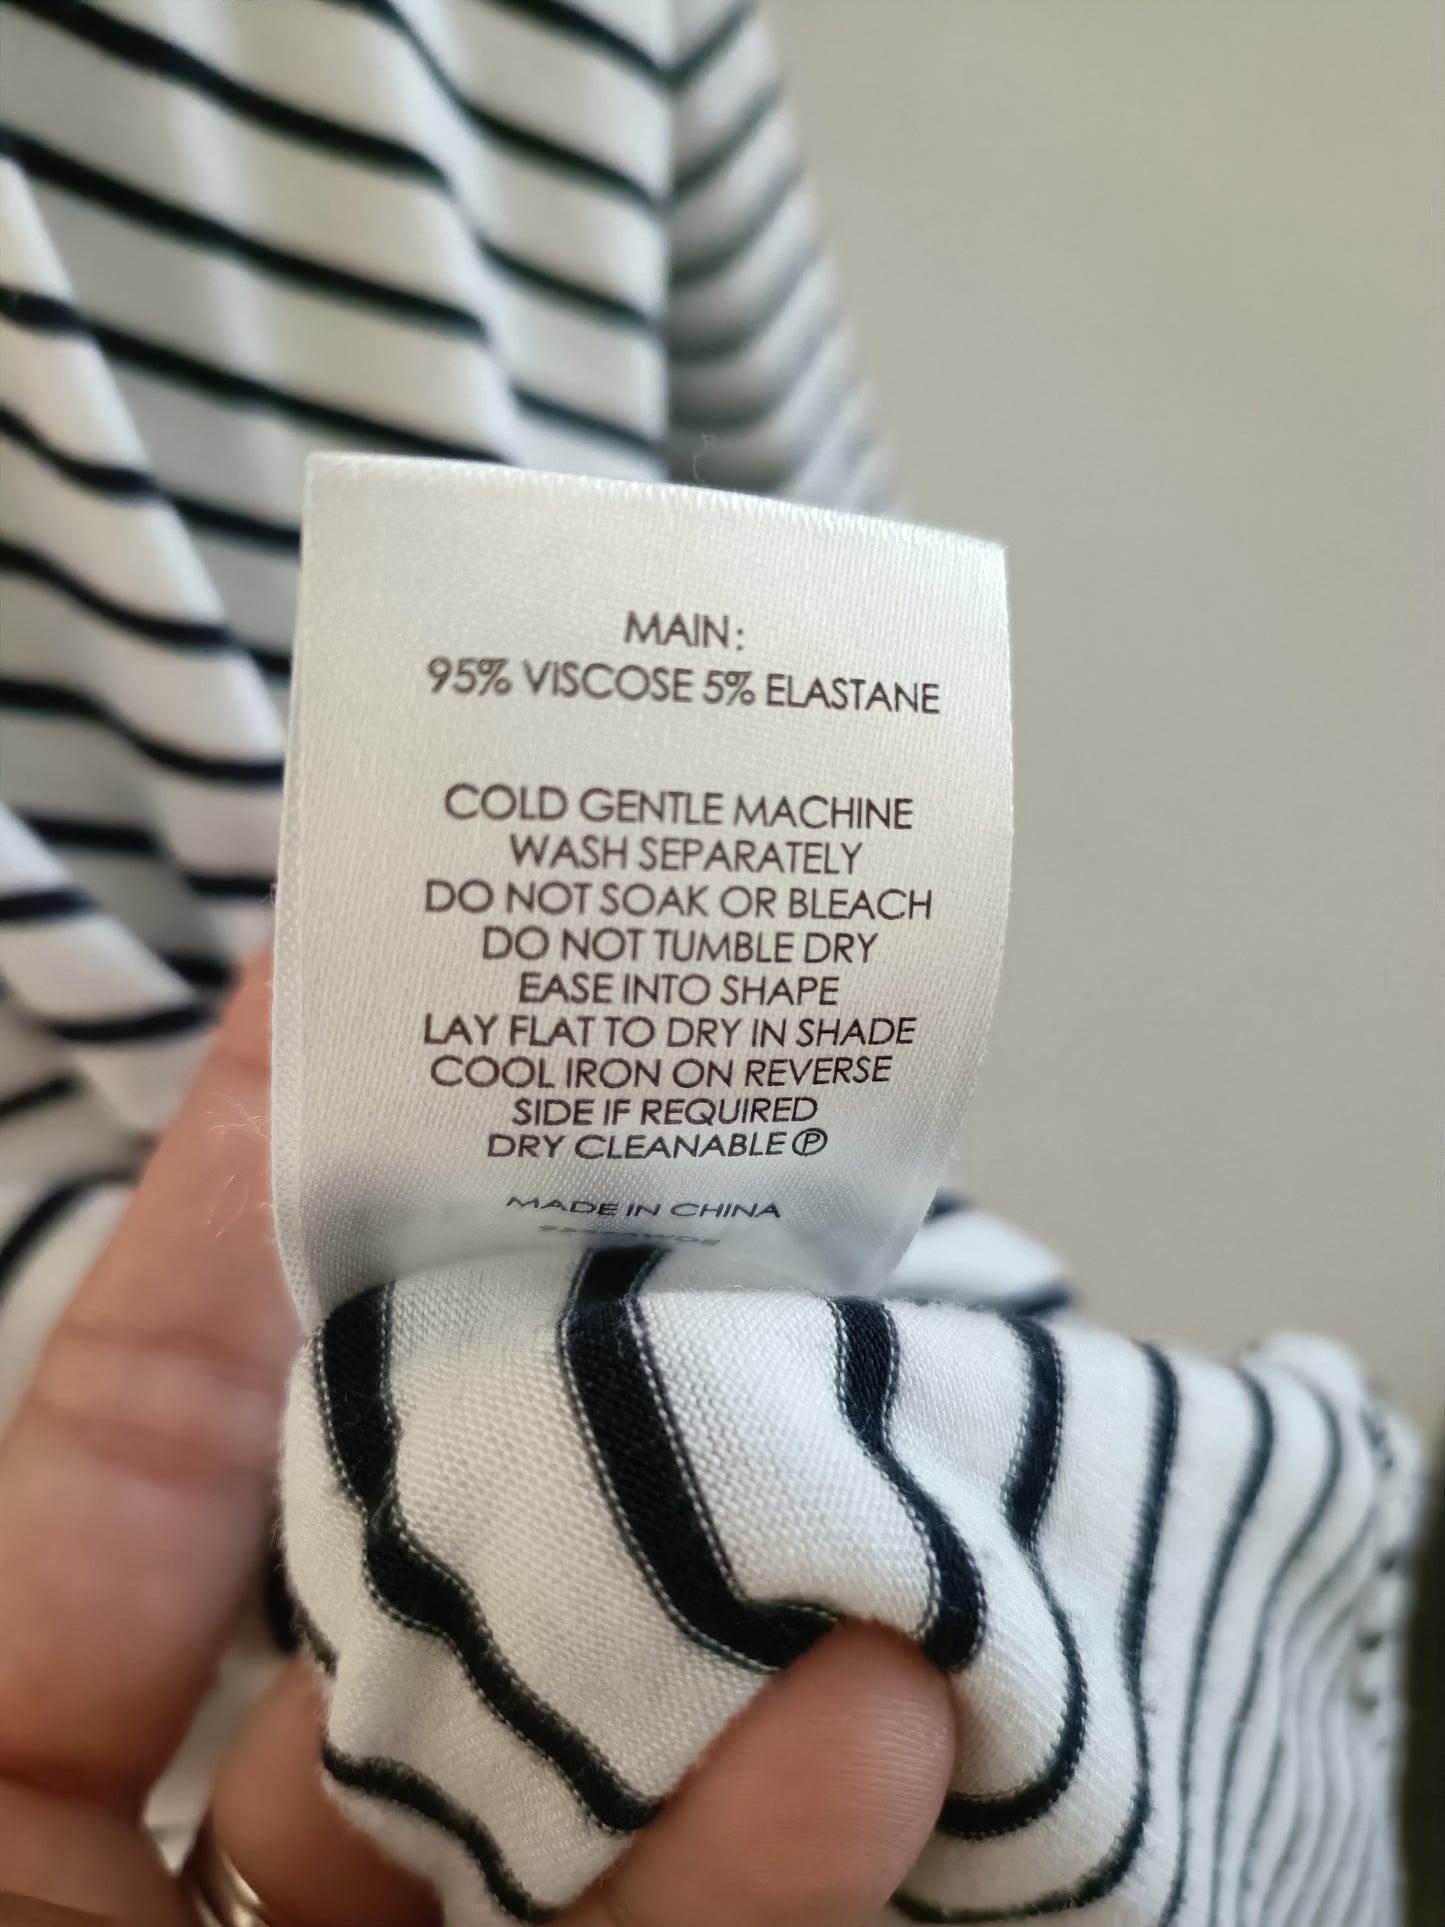 MAIN:
95% VISCOSE 5% ELASTANE
COLD GENTLE MACHINE
WASH SEPARATELY
DO NOT SOAK OR BLEACH
DO NOT TUMBLE DRY
EASE INTO SHAPE
LAY FLAT TO DRY IN SHADE
COOL IRON ON REVERSE
SIDE IF REQUIRED
DRY CLEANABLE Ⓟ
MADE IN CHINA